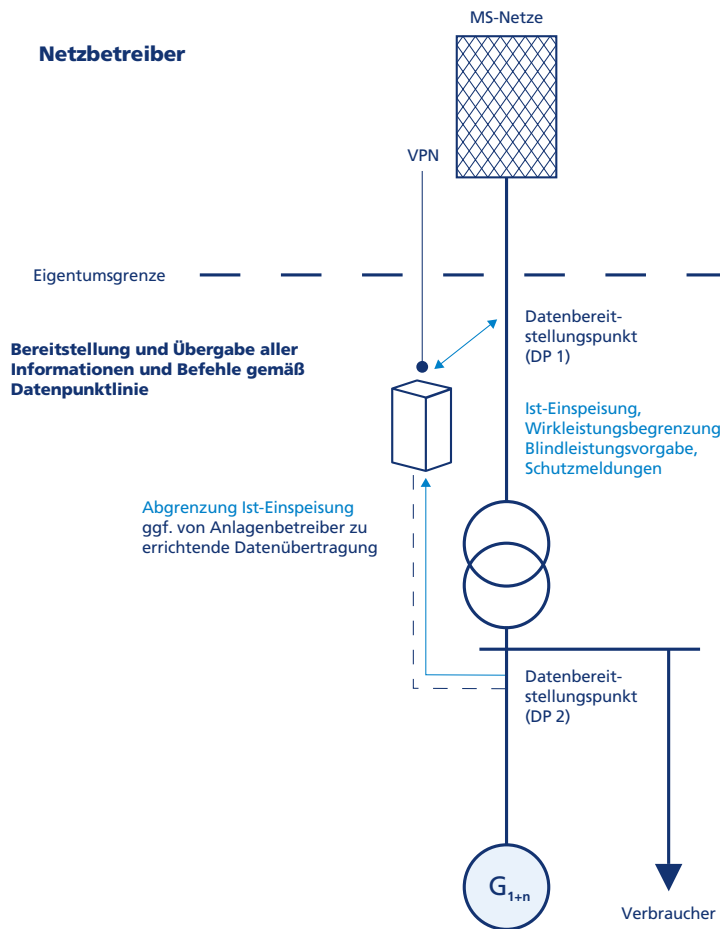 MS-Netze
Netzbetreiber
VPN
Eigentumsgrenze
Datenbereit-
stellungspunkt
(DP 1)
Bereitstellung und Übergabe aller
Informationen und Befehle gemäß
Datenpunktlinie
Ist-Einspeisung,
Wirkleistungsbegrenzung
Blindleistungsvorgabe,
Schutzmeldungen
Abgrenzung Ist-Einspeisung
ggf. von Anlagenbetreiber zu
errichtende Datenübertragung
Datenbereit-
stellungspunkt
(DP 2)
G1+n
Verbraucher